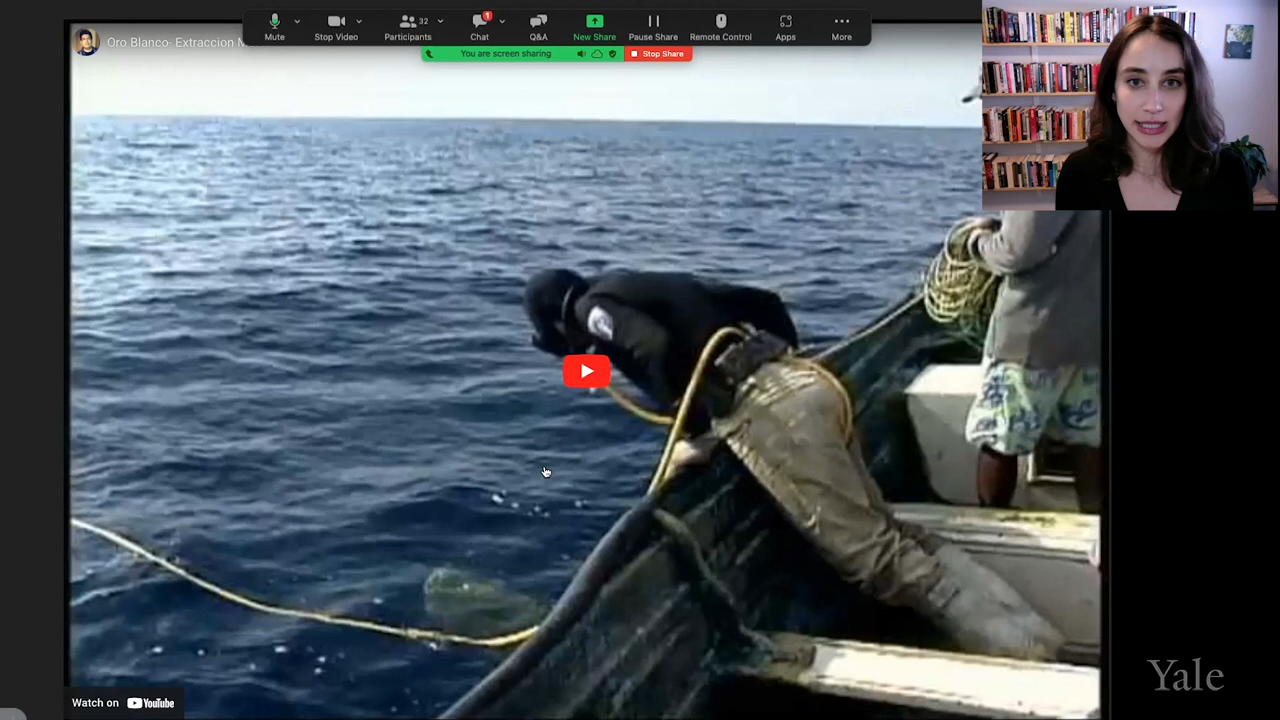 Mute
Stop Video
32
Participants
1
Chat
Q&A
New Share
Pause Share
Remote Control
Apps
More
You are screen sharing
Stop Share
Oro Blanco- Extraccion
Watch on YouTube
Yale